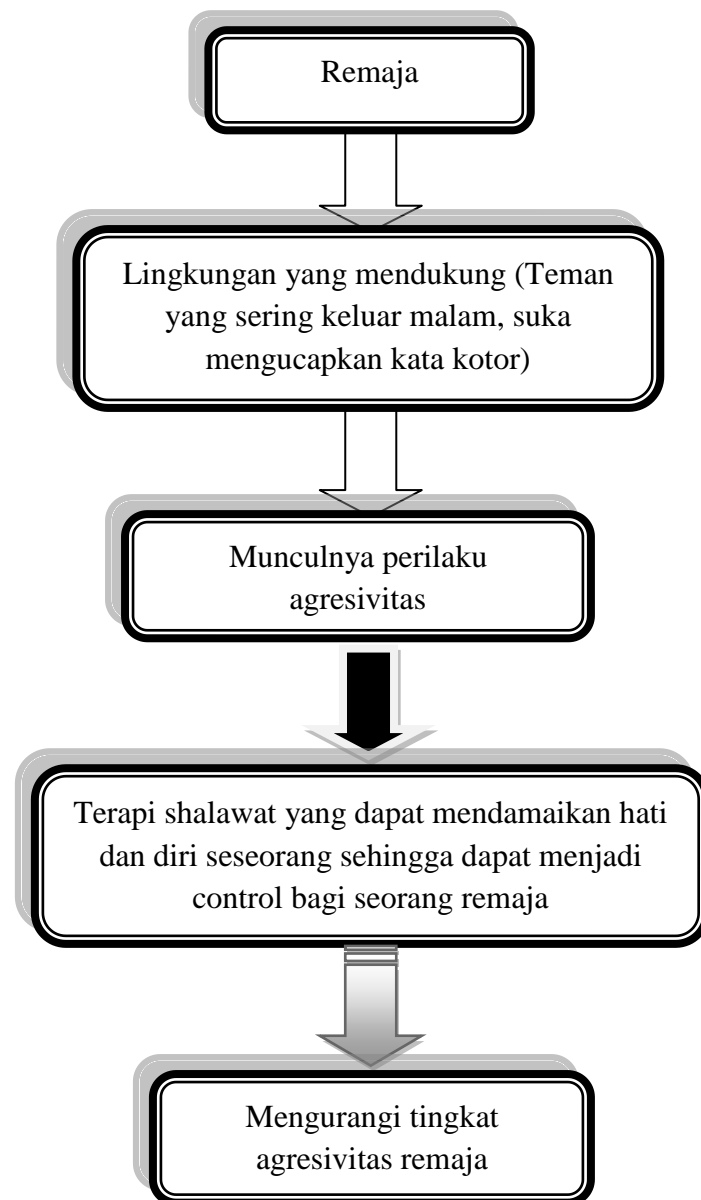 Remaja
Lingkungan yang mendukung (Teman
yang sering keluar malam, suka
mengucapkan kata kotor)
Munculnya perilaku
agresivitas
Terapi shalawat yang dapat mendamaikan hati
dan diri seseorang sehingga dapat menjadi
control bagi seorang remaja
Mengurangi tingkat
agresivitas remaja